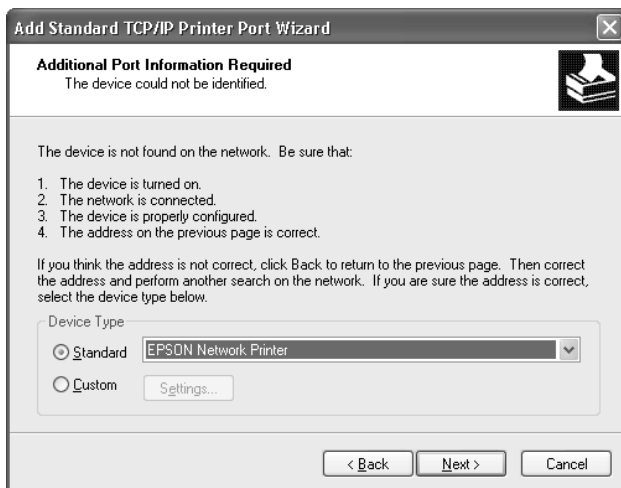 Add Standard TCP/IP Printer Port Wizard
Additional Port Information Required
The device could not be identified.
The device is not found on the network.  Be sure that:
1.  The device is turned on.
2.  The network is connected.
3.  The device is properly configured.
4.  The address on the previous page is correct.
If you think the address is not correct, click Back to return to the previous page.  Then correct
the address and perform another search on the network.  If you are sure the address is correct,
select the device type below.
Device Type
Standard EPSON Network Printer
Custom Settings...
< Back Next > Cancel